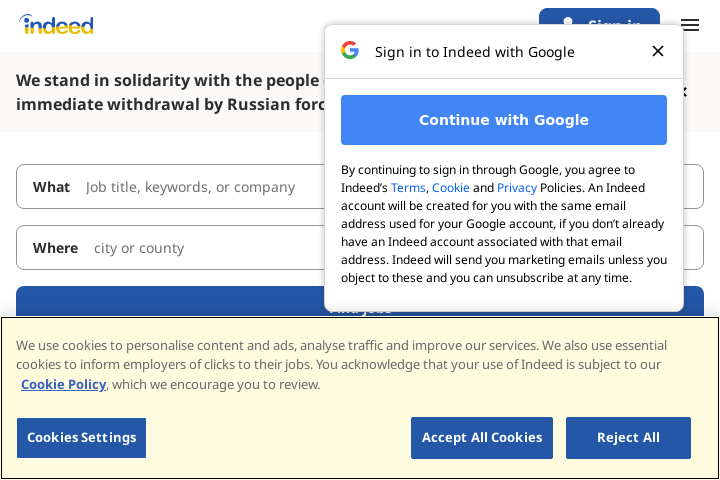 indeed
Sign in
We stand in solidarity with the people
immediate withdrawal by Russian
Sign in to Indeed with Google
Continue with Google
By continuing to sign in through Google, you agree to
Indeed’s Terms, Cookie and Privacy Policies. An Indeed
account will be created for you with the same email
address used for your Google account, if you don’t already
have an Indeed account associated with that email
address. Indeed will send you marketing emails unless you
object to these and you can unsubscribe at any time.
What Job title, keywords, or company
Where city or county
Find jobs
We use cookies to personalise content and ads, analyse traffic and improve our services. We also use essential
cookies to inform employers of clicks to their jobs. You acknowledge that your use of Indeed is subject to our
Cookie Policy, which we encourage you to review.
Cookies Settings
Accept All Cookies
Reject All